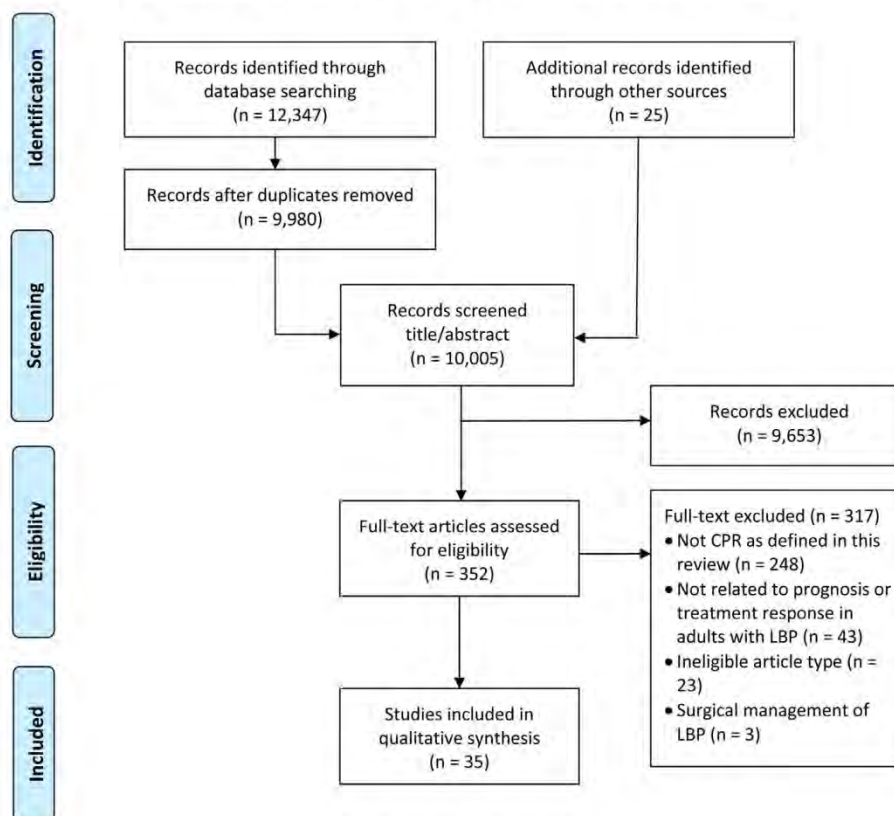 Identification
Records identified through
database searching
(n = 12,347)
Additional records identified
through other sources
(n = 25)
Records after duplicates removed
(n = 9,980)
Screening
Records screened
title/abstract
(n = 10,005)
Records excluded
(n = 9,653)
Eligibility
Full-text articles assessed
for eligibility
(n = 352)
Full-text excluded (n = 317)
• Not CPR as defined in this
review (n = 248)
• Not related to prognosis or
treatment response in
adults with LBP (n = 43)
• Ineligible article type (n =
23)
• Surgical management of
LBP (n = 3)
Included
Studies included in
qualitative synthesis
(n = 35)